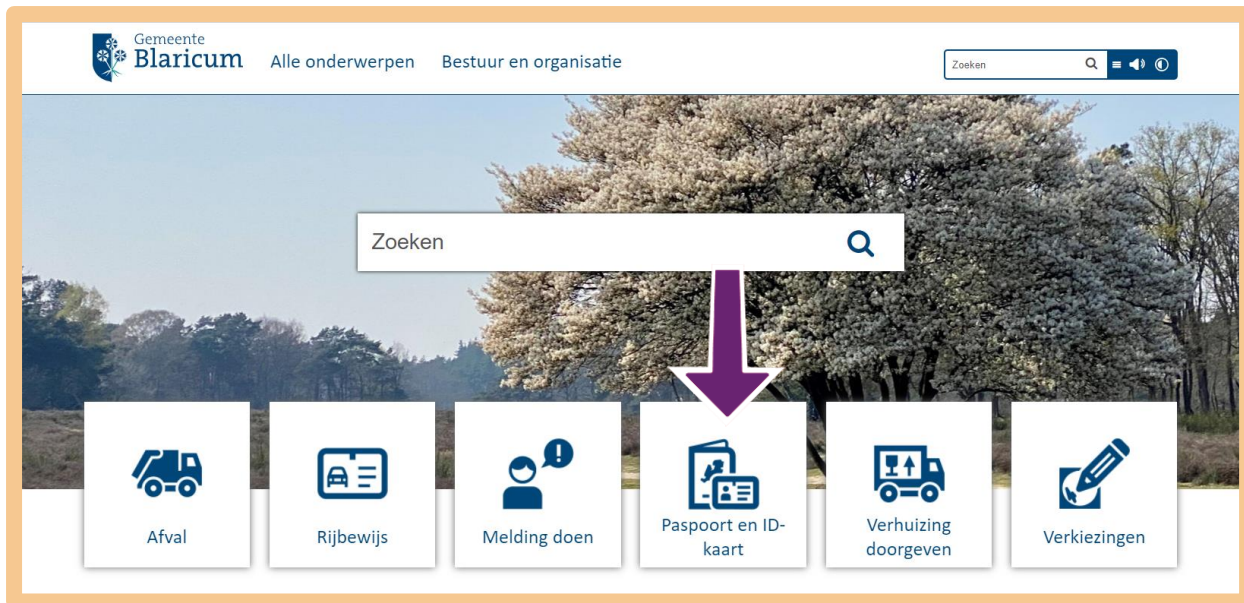 Gemeente
Blaricum
Alle onderwerpen
Bestuur en organisatie
Zoeken
Zoeken
Afval
Rijbewijs
Melding doen
Paspoort en ID-
kaart
Verhuizing
doorgeven
Verkiezingen